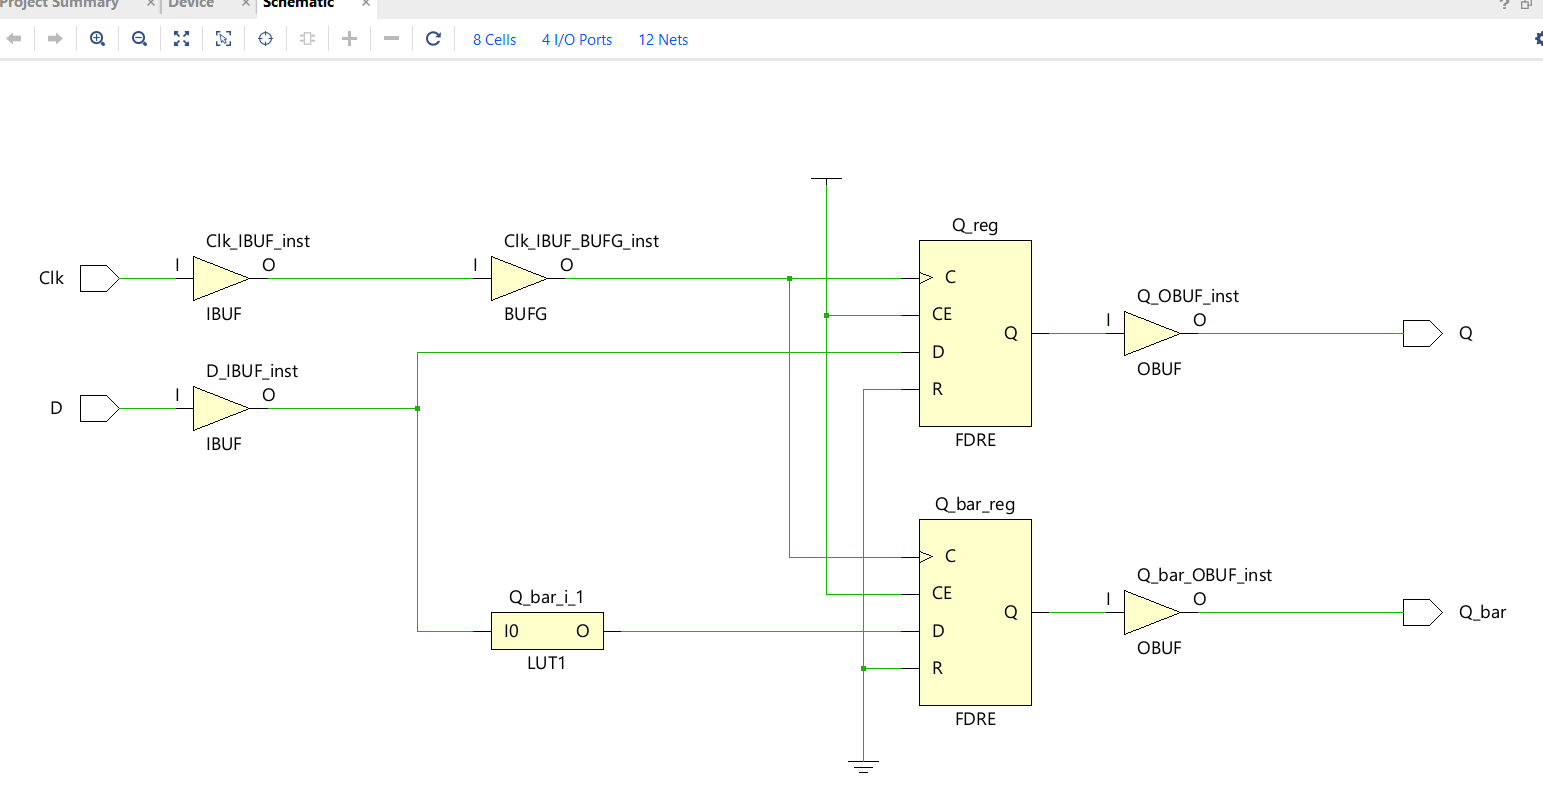 Project Summary × Device × Schematic × ?
8 Cells 4 I/O Ports 12 Nets
Q_reg
Clk_IBUF_inst Clk_IBUF_BUFG_inst
I O I O
Clk C
IBUF BUFG CE
Q_OBUF_inst
I O
Q Q
D
OBUF
D_IBUF_inst
I O R
D
IBUF FDRE
Q_bar_reg
C
Q_bar_OBUF_inst
CE
I O
Q_bar_i_1 Q Q_bar
I0 O D
OBUF
LUT1 R
FDRE